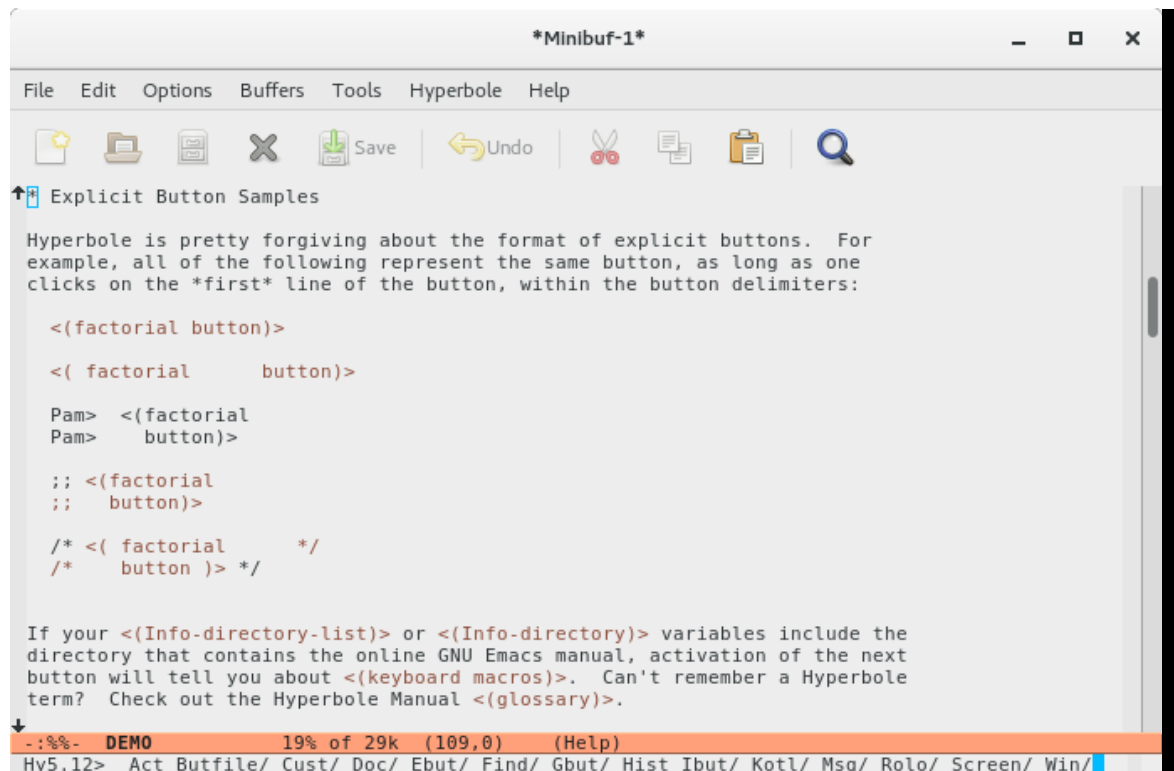 *Minibuf-1*
File Edit Options Buffers Tools Hyperbole Help
Save Undo
* Explicit Button Samples
Hyperbole is pretty forgiving about the format of explicit buttons.  For
example, all of the following represent the same button, as long as one
clicks on the *first* line of the button, within the button delimiters:
<(factorial button)>
<( factorial      button)>
Pam>  <(factorial
Pam>    button)>
;; <(factorial
;;   button)>
/* <( factorial      */
/*    button )> */
If your <(Info-directory-list)> or <(Info-directory)> variables include the
directory that contains the online GNU Emacs manual, activation of the next
button will tell you about <(keyboard macros)>.  Can't remember a Hyperbole
term?  Check out the Hyperbole Manual <(glossary)>.
-:%%-  DEMO           19% of 29k  (109,0)    (Help)
Hy5.12>  Act Butfile/ Cust/ Doc/ Ebut/ Find/ Gbut/ Hist Ibut/ Kotl/ Msg/ Rolo/ Screen/ Win/